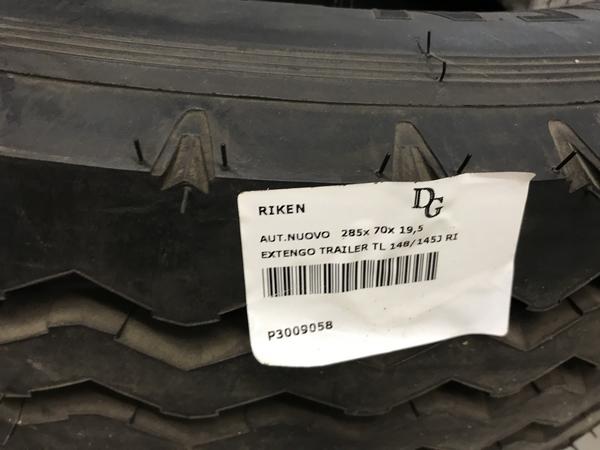 RIKEN
DG
AUT.NUOVO 285x 70x 19,5
EXTENGO TRAILER TL 148/145J RI
P3009058